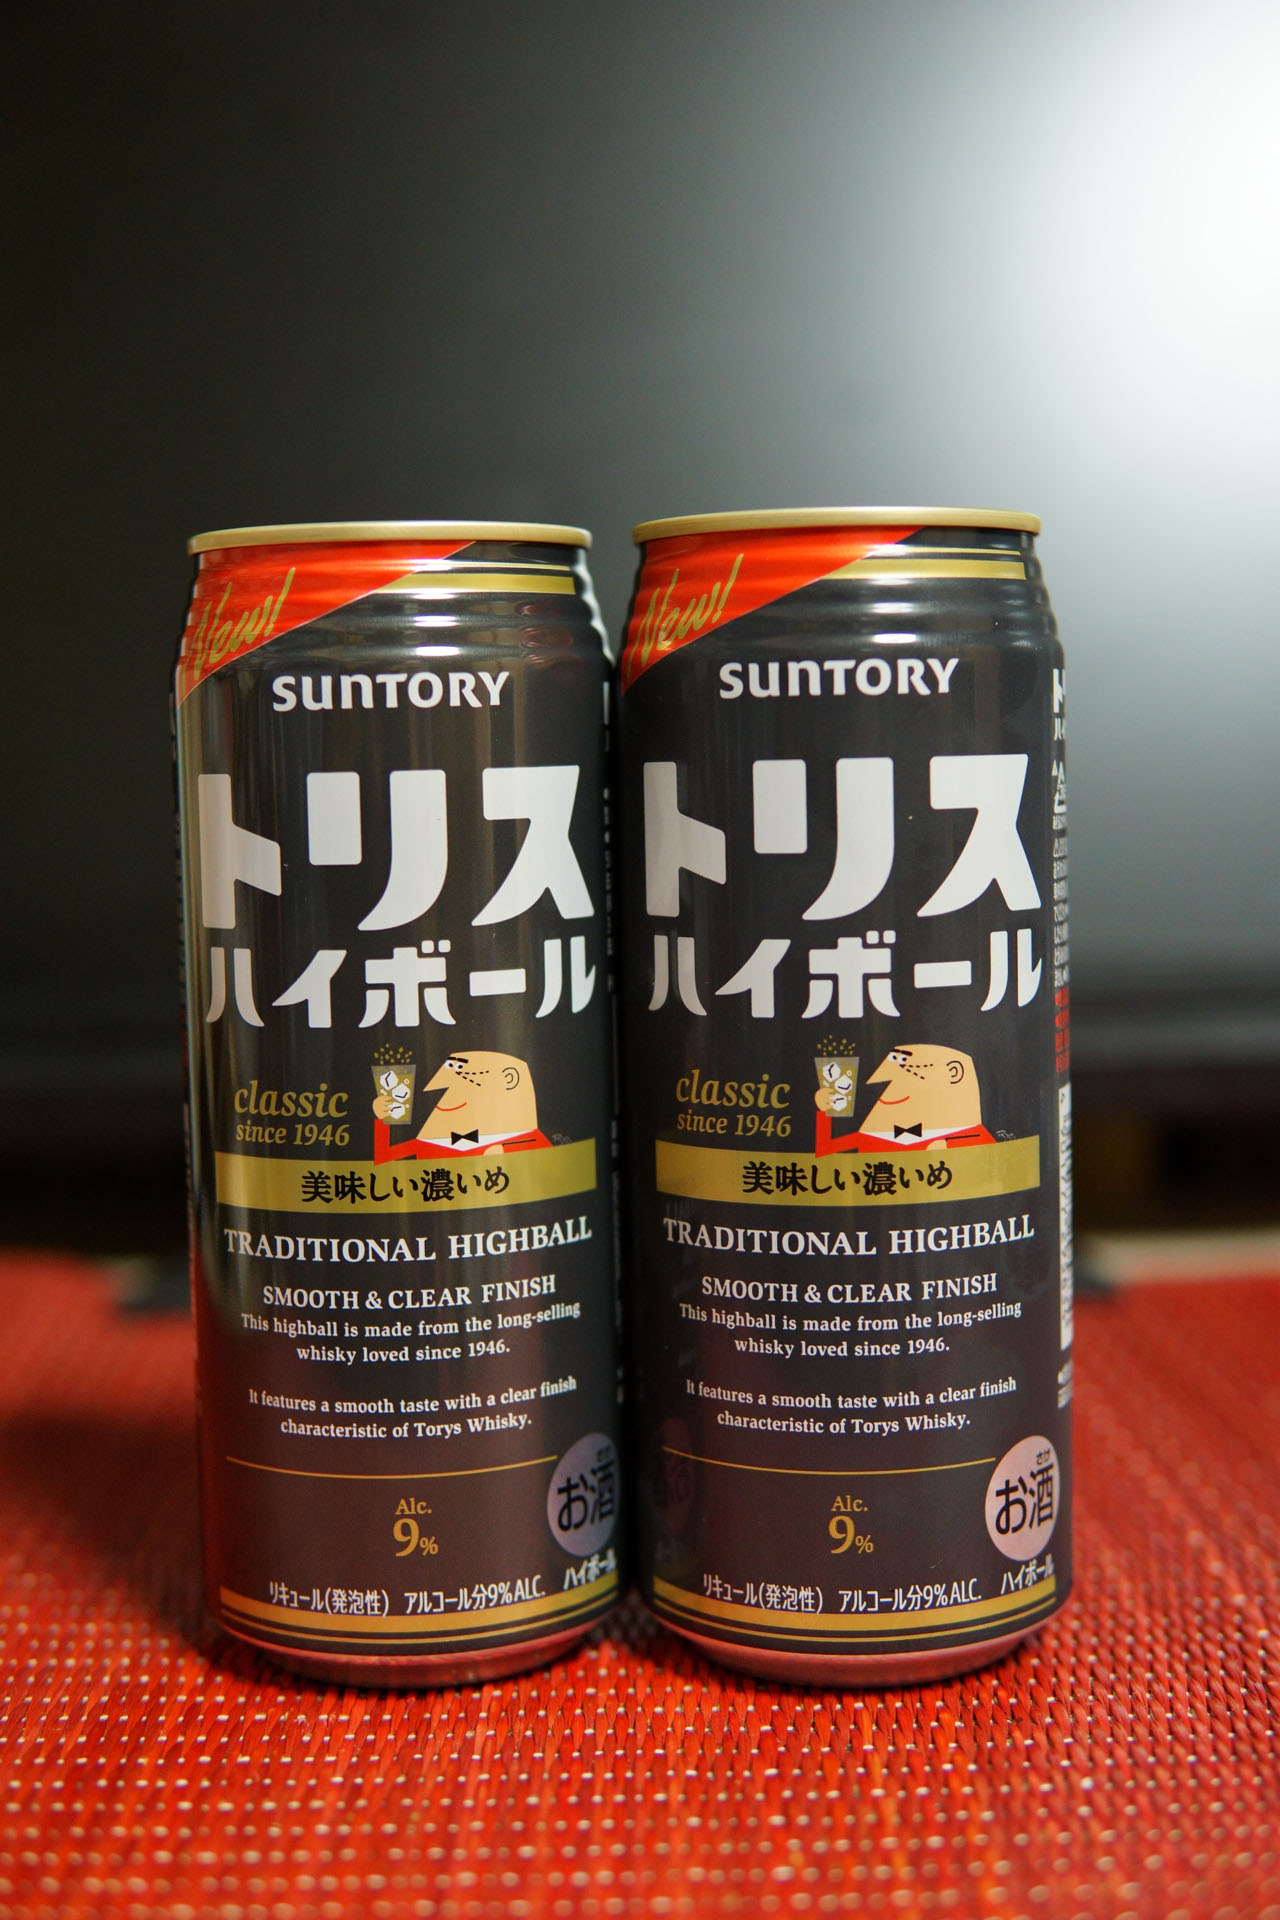 New!
SUNTORY
トリス
ハイボール
classic
since 1946
美味しい濃いめ
TRADITIONAL HIGHBALL
SMOOTH & CLEAR FINISH
This highball is made from the long-selling
whisky loved since 1946.
It features a smooth taste with a clear finish
characteristic of Torys Whisky.
Alc.
9%
さけ
お酒
ハイボール
リキュール(発泡性) アルコール分9%ALC.
New!
SUNTORY
トリス
ハイボール
classic
since 1946
美味しい濃いめ
TRADITIONAL HIGHBALL
SMOOTH & CLEAR FINISH
This highball is made from the long-selling
whisky loved since 1946.
It features a smooth taste with a clear finish
characteristic of Torys Whisky.
Alc.
9%
さけ
お酒
ハイボール
リキュール(発泡性) アルコール分9%ALC.